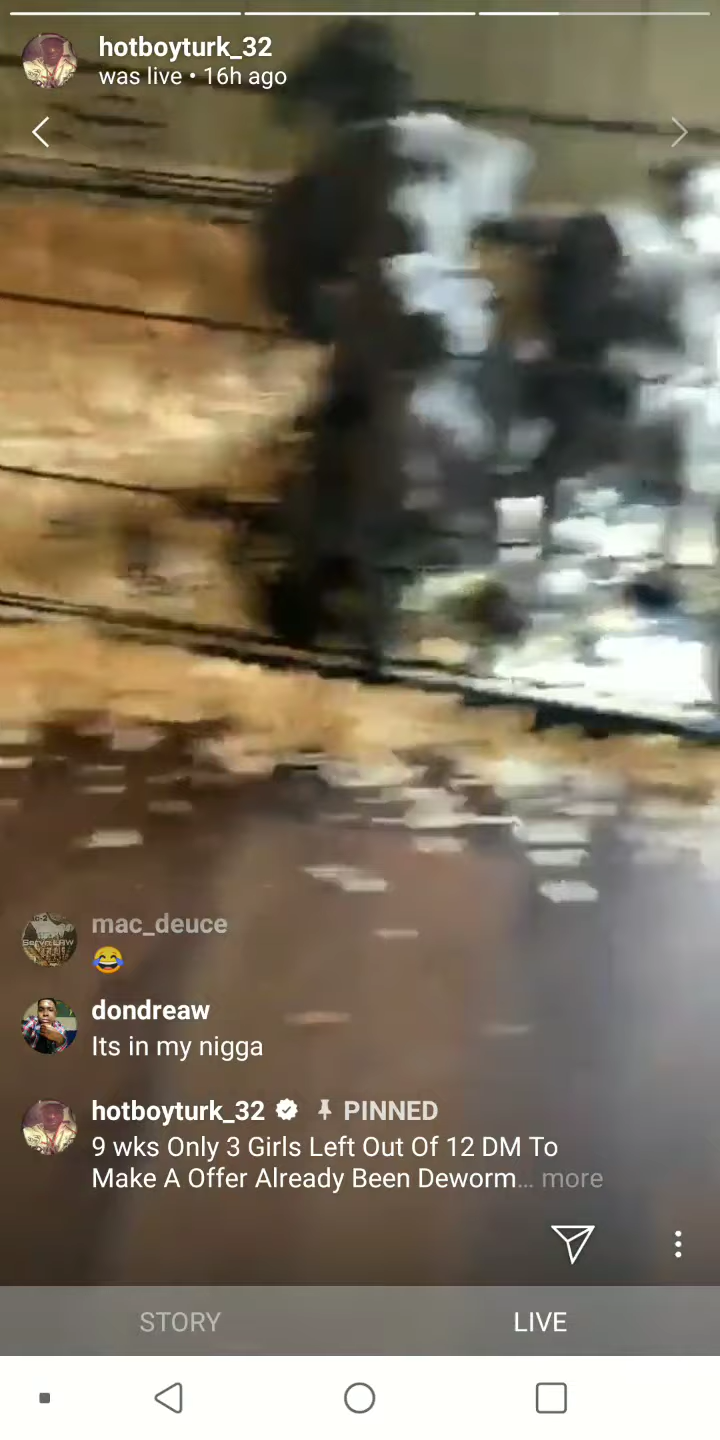 hotboyturk_32
was live • 16h ago
mac_deuce
😂
dondreaw
Its in my nigga
hotboyturk_32 PINNED
9 wks Only 3 Girls Left Out Of 12 DM To
Make A Offer Already Been Deworm... more
STORY LIVE